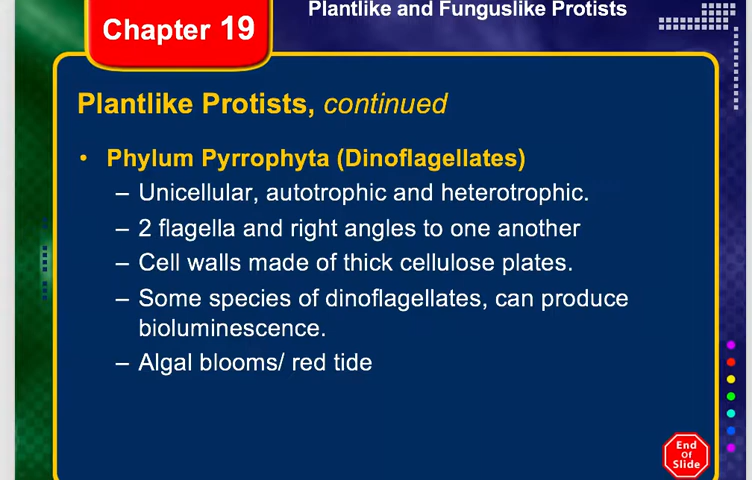 Plantlike and Funguslike Protists
Chapter 19
Plantlike Protists, continued
• Phylum Pyrrophyta (Dinoflagellates)
– Unicellular, autotrophic and heterotrophic.
– 2 flagella and right angles to one another
– Cell walls made of thick cellulose plates.
– Some species of dinoflagellates, can produce
bioluminescence.
– Algal blooms/ red tide
End
Of
Slide